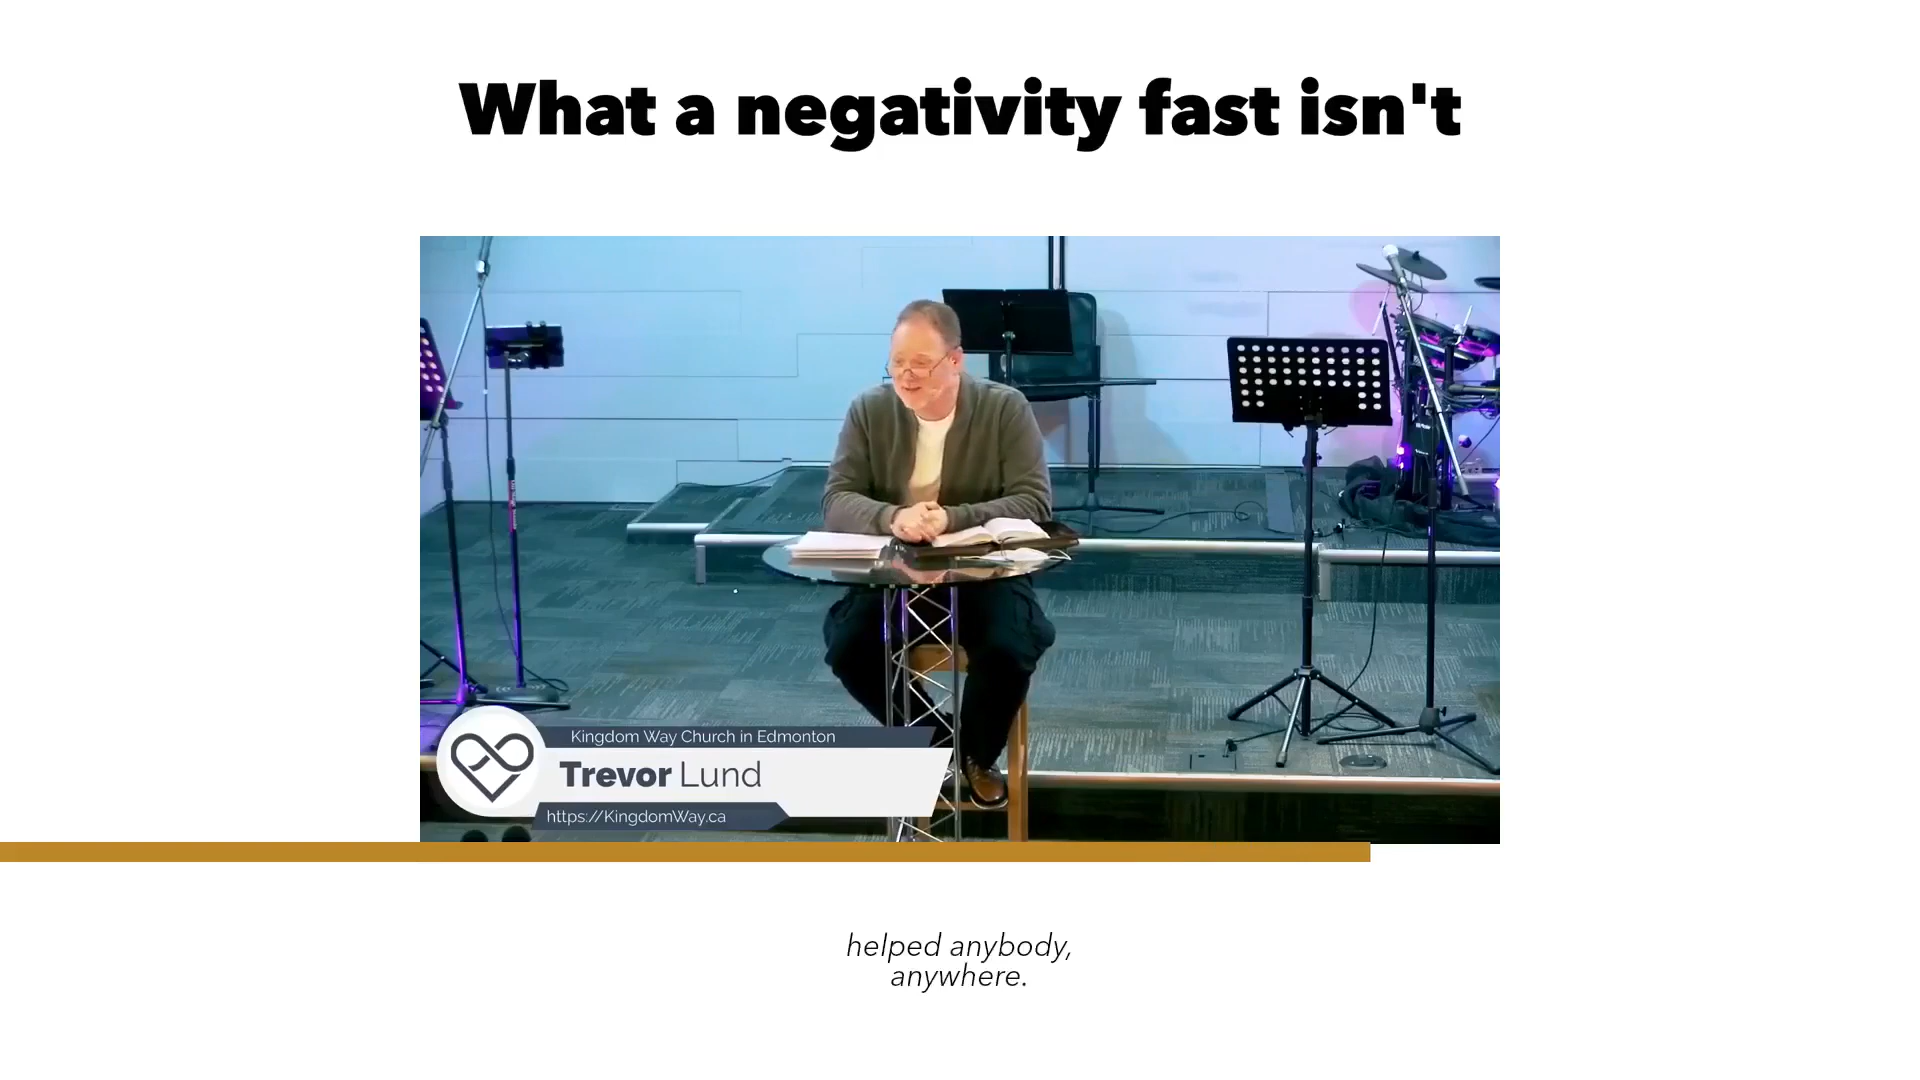 What a negativity fast isn't
Kingdom Way Church in Edmonton
Trevor Lund
https://KingdomWay.ca
helped anybody,
anywhere.